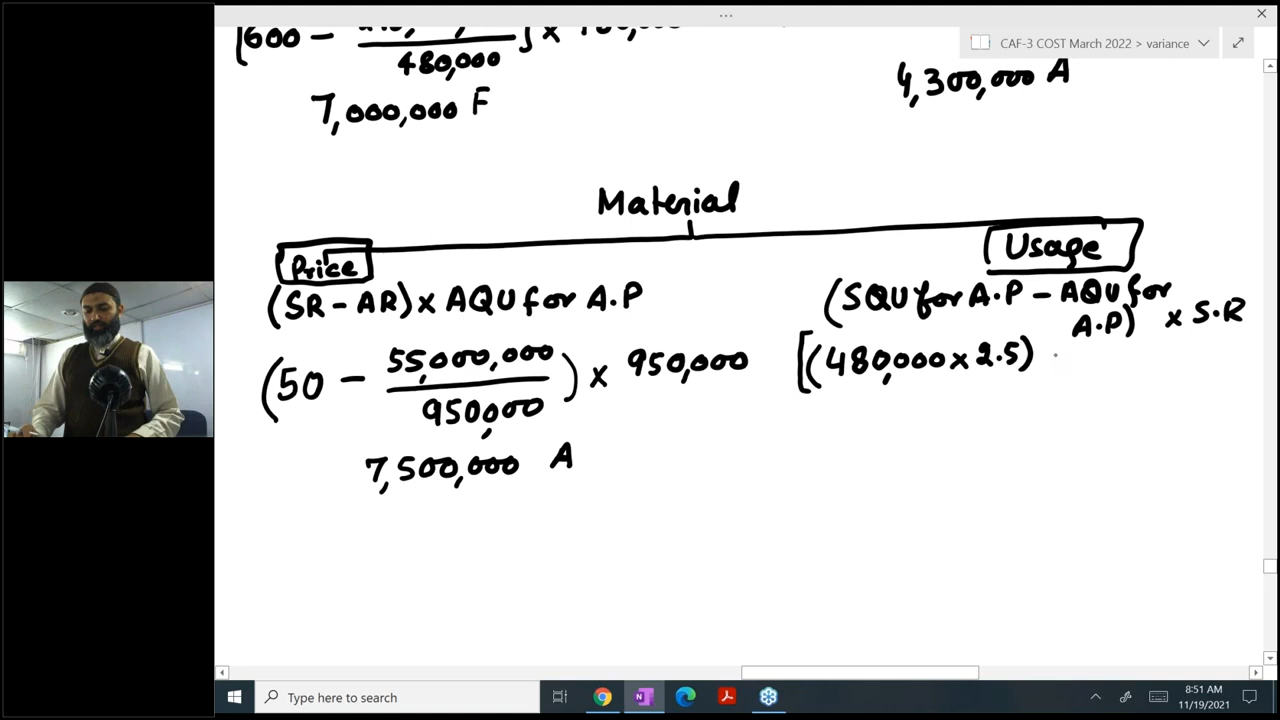 CAF-3 COST March 2022 > variance
[600 -
480,000
7,000,000 F
4,300,000 A
Material
Price
Usage
(SR - AR) x AQU for A.P
(SQU for A.P - AQU for
A.P) x S.R
(50 - 55,000,000 / 950,000) x 950,000
[(480,000 x 2.5)
7,500,000 A
Type here to search
8:51 AM
11/19/2021